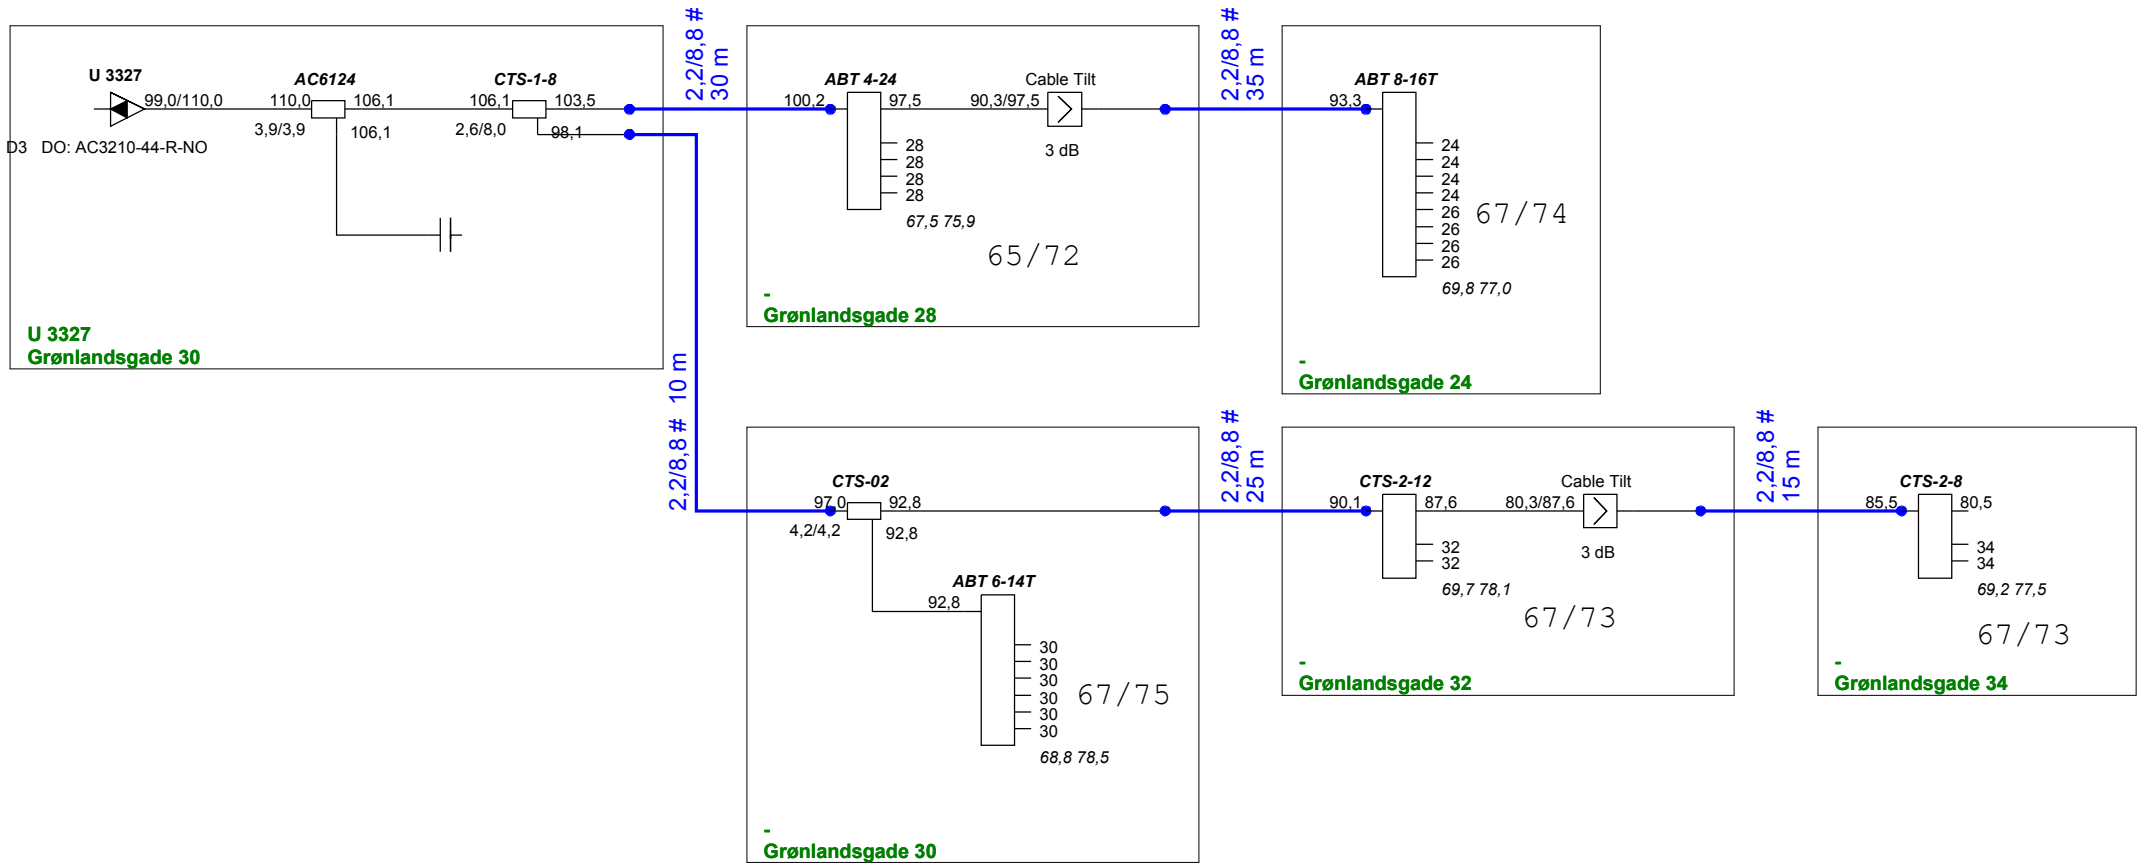 U 3327
99,0/110,0
D3 DO: AC3210-44-R-NO
AC6124
110,0
106,1
3,9/3,9
106,1
CTS-1-8
106,1
103,5
2,6/8,0
98,1
U 3327
Grønlandsgade 30
2,2/8,8 #
30 m
ABT 4-24
100,2
97,5
28
28
28
28
67,5 75,9
65/72
Cable Tilt
90,3/97,5
3 dB
-
Grønlandsgade 28
2,2/8,8 #
35 m
ABT 8-16T
93,3
24
24
24
24
26
26
26
26
67/74
69,8 77,0
-
Grønlandsgade 24
2,2/8,8 # 10 m
CTS-02
97,0
92,8
4,2/4,2
92,8
ABT 6-14T
92,8
30
30
30
30
30
30
67/75
68,8 78,5
-
Grønlandsgade 30
2,2/8,8 #
25 m
CTS-2-12
90,1
87,6
32
32
69,7 78,1
67/73
Cable Tilt
80,3/87,6
3 dB
-
Grønlandsgade 32
2,2/8,8 #
15 m
CTS-2-8
85,5
80,5
34
34
69,2 77,5
67/73
-
Grønlandsgade 34